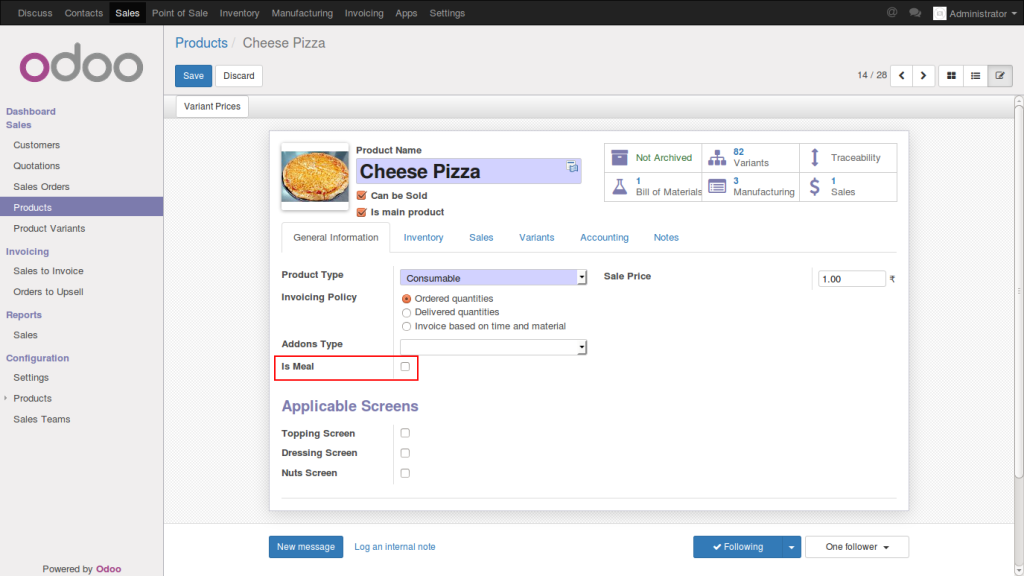 Discuss Contacts Sales Point of Sale Inventory Manufacturing Invoicing Apps Settings @ Administrator
odoo
Dashboard
Sales
Customers
Quotations
Sales Orders
Products
Product Variants
Invoicing
Sales to Invoice
Orders to Upsell
Reports
Sales
Configuration
Settings
Products
Sales Teams
Powered by Odoo
Products / Cheese Pizza
Save Discard 14 / 28
Variant Prices
Product Name
Cheese Pizza
Can be Sold
Is main product
Not Archived
82 Variants
Traceability
1 Bill of Materials
3 Manufacturing
1 Sales
General Information Inventory Sales Variants Accounting Notes
Product Type Consumable Sale Price 1.00 ₹
Invoicing Policy Ordered quantities
Delivered quantities
Invoice based on time and material
Addons Type
Is Meal
Applicable Screens
Topping Screen
Dressing Screen
Nuts Screen
New message Log an internal note Following One follower